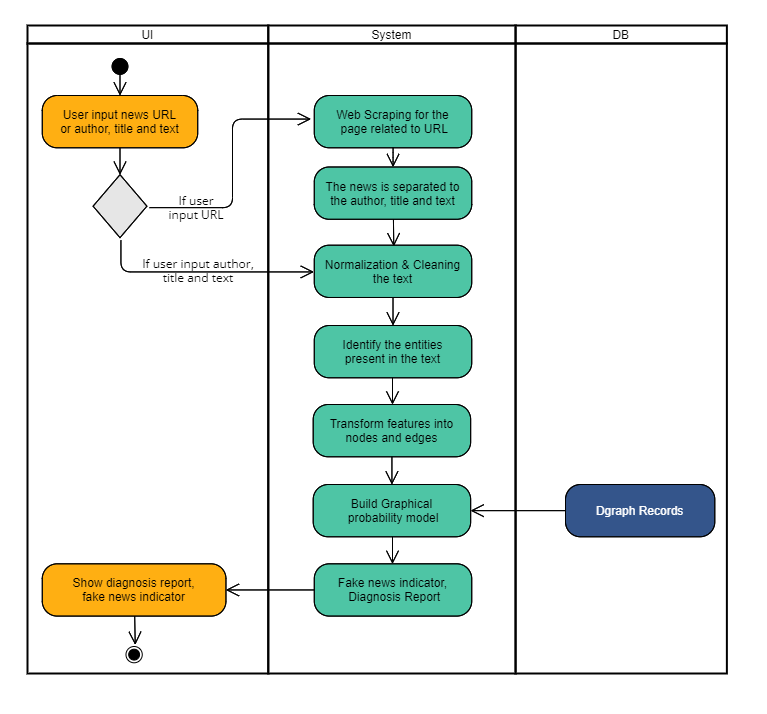 UI
System
DB
User input news URL
or author, title and text
Web Scraping for the
page related to URL
If user
input URL
The news is separated to
the author, title and text
If user input author,
title and text
Normalization & Cleaning
the text
Identify the entities
present in the text
Transform features into
nodes and edges
Build Graphical
probability model
Dgraph Records
Show diagnosis report,
fake news indicator
Fake news indicator,
Diagnosis Report